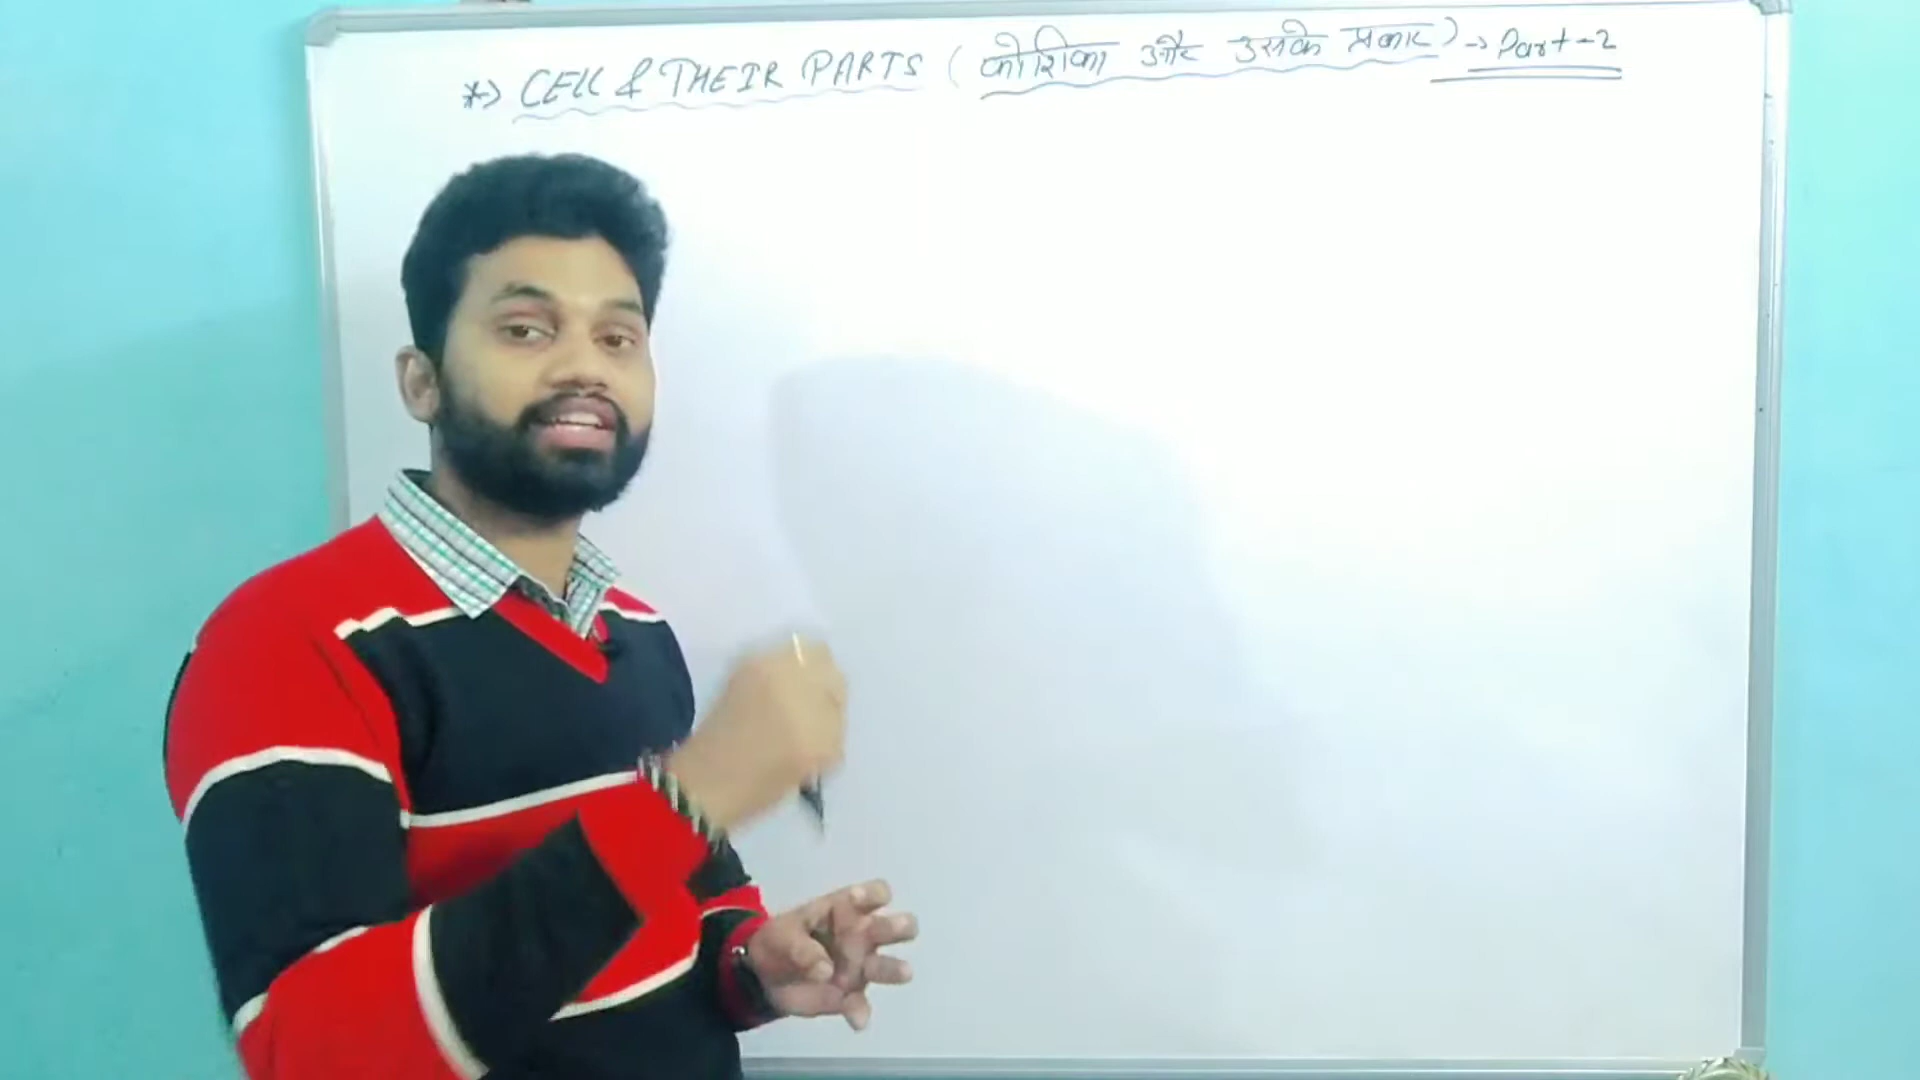 *→ CELL & THEIR PARTS (कोशिका और उसके प्रकार) → Part-2